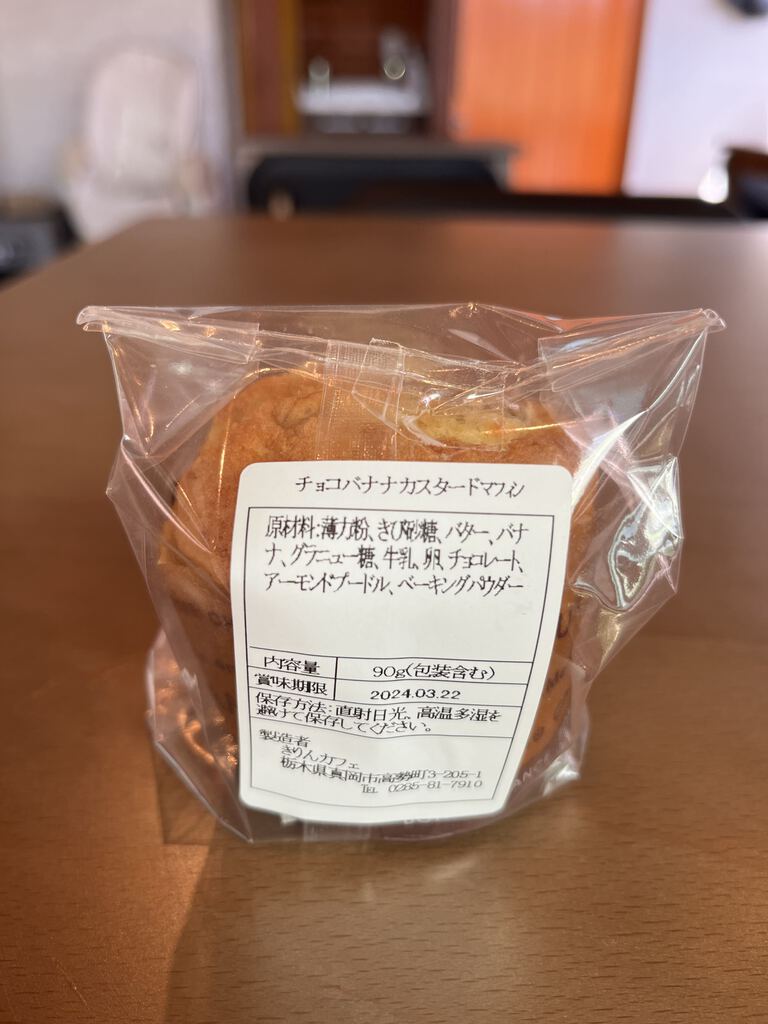 チョコバナナカスタードマフィン
原材料:薄力粉、きび砂糖、バター、バナ
ナ、グラニュー糖、牛乳、卵、チョコレート、
アーモンドプードル、ベーキングパウダー
内容量 90g(包装含む)
賞味期限 2024.03.22
保存方法:直射日光、高温多湿を
避けて保存してください。
製造者
きりんカフェ
栃木県真岡市高勢町3-205-1
TEL 0285-81-7910